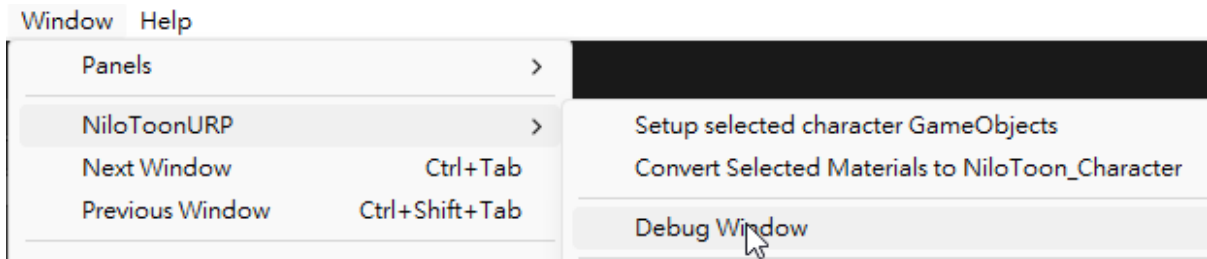 Window Help
Panels
NiloToonURP
Next Window Ctrl+Tab
Previous Window Ctrl+Shift+Tab
Setup selected character GameObjects
Convert Selected Materials to NiloToon_Character
Debug Window